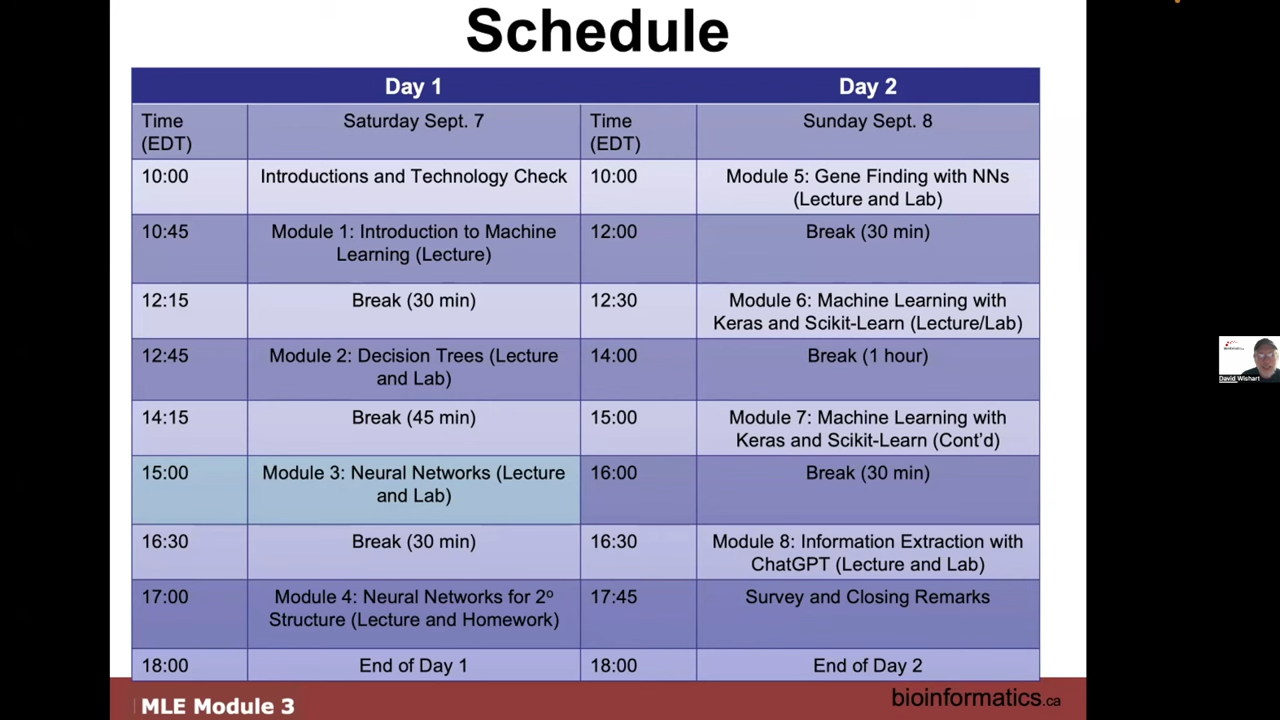 Schedule
Day 1 Day 2
Time (EDT) Saturday Sept. 7 Time (EDT) Sunday Sept. 8
10:00 Introductions and Technology Check 10:00 Module 5: Gene Finding with NNs (Lecture and Lab)
10:45 Module 1: Introduction to Machine Learning (Lecture) 12:00 Break (30 min)
12:15 Break (30 min) 12:30 Module 6: Machine Learning with Keras and Scikit-Learn (Lecture/Lab)
12:45 Module 2: Decision Trees (Lecture and Lab) 14:00 Break (1 hour)
14:15 Break (45 min) 15:00 Module 7: Machine Learning with Keras and Scikit-Learn (Cont’d)
15:00 Module 3: Neural Networks (Lecture and Lab) 16:00 Break (30 min)
16:30 Break (30 min) 16:30 Module 8: Information Extraction with ChatGPT (Lecture and Lab)
17:00 Module 4: Neural Networks for 2º Structure (Lecture and Homework) 17:45 Survey and Closing Remarks
18:00 End of Day 1 18:00 End of Day 2
MLE Module 3
bioinformatics.ca
David Wishart